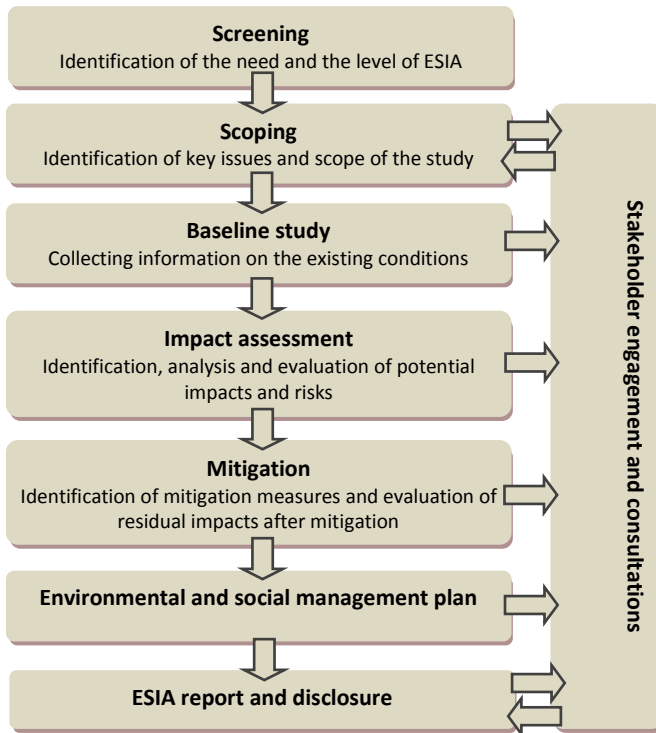 Screening
Identification of the need and the level of ESIA
Scoping
Identification of key issues and scope of the study
Baseline study
Collecting information on the existing conditions
Impact assessment
Identification, analysis and evaluation of potential
impacts and risks
Mitigation
Identification of mitigation measures and evaluation of
residual impacts after mitigation
Environmental and social management plan
ESIA report and disclosure
Stakeholder engagement and consultations